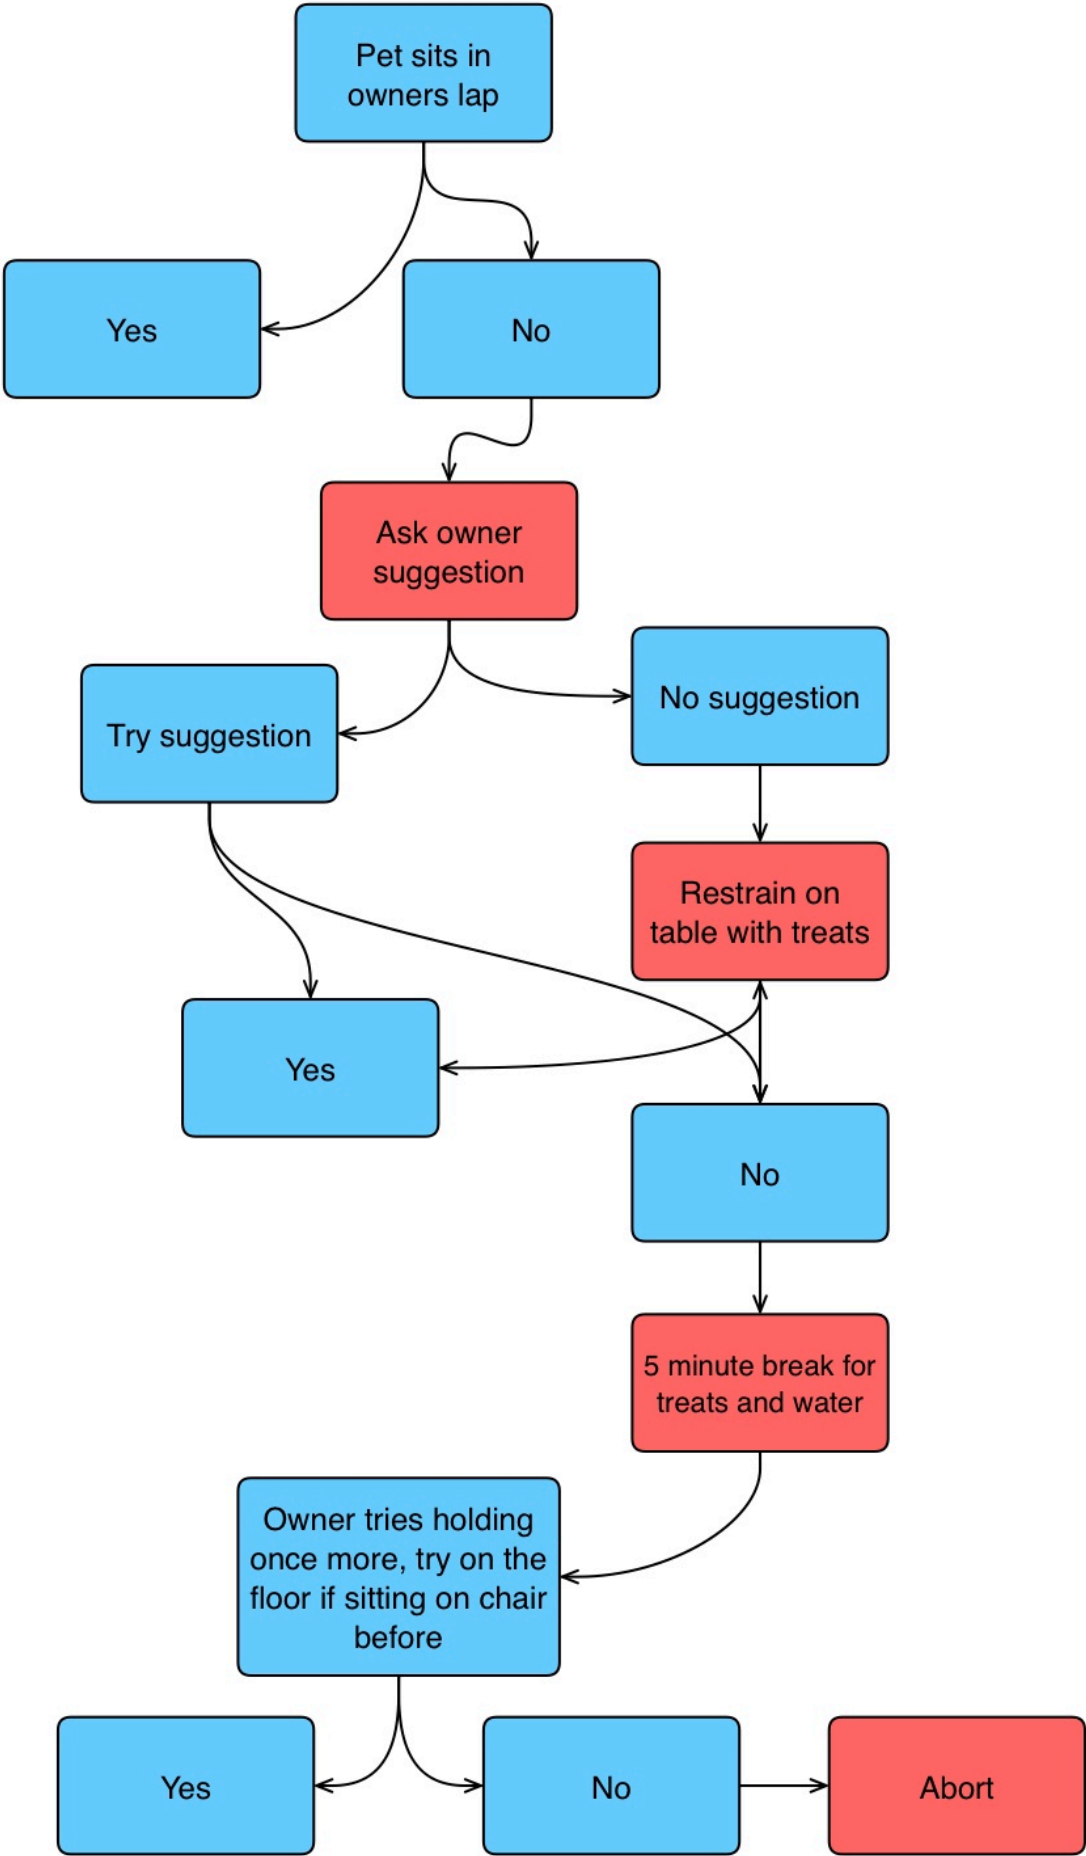 Pet sits in
owners lap
Yes
No
Ask owner
suggestion
Try suggestion
No suggestion
Restrain on
table with treats
Yes
No
5 minute break for
treats and water
Owner tries holding
once more, try on the
floor if sitting on chair
before
Yes
No
Abort